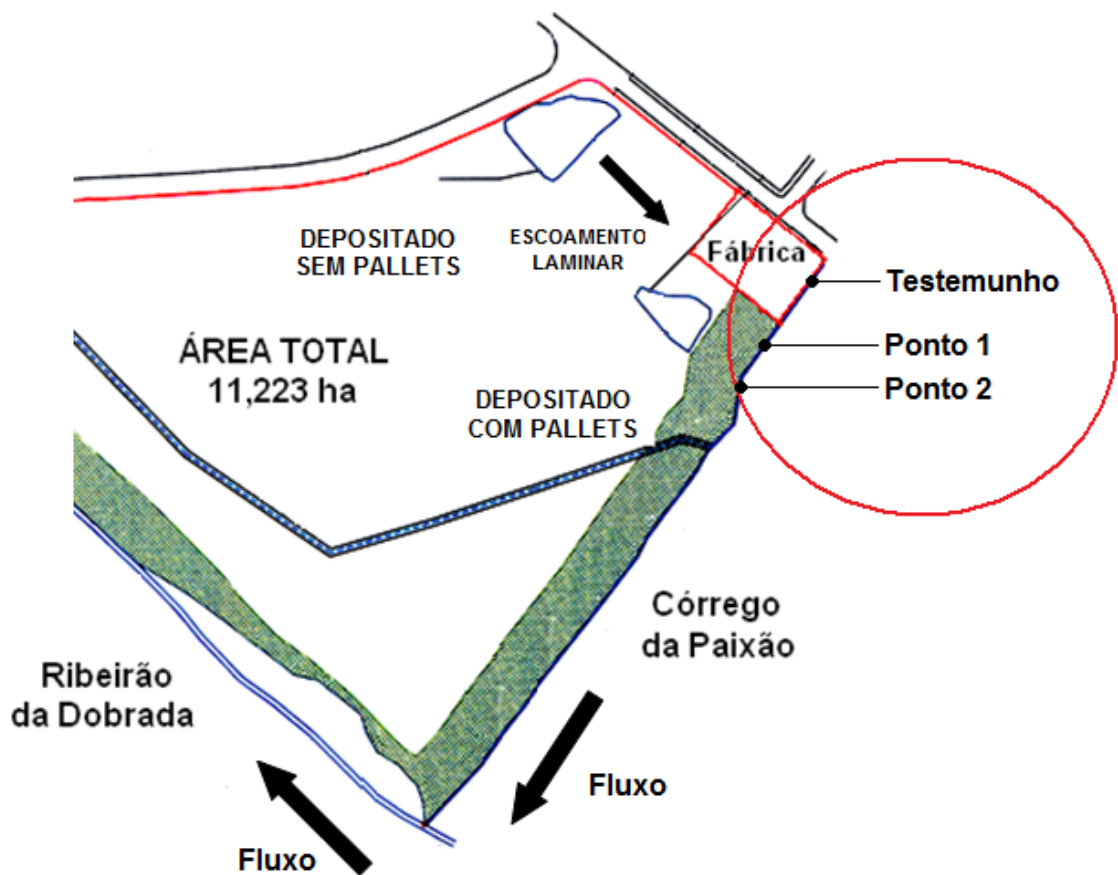 DEPOSITADO
SEM PALLETS
ESCOAMENTO
LAMINAR
Fábrica
Testemunho
Ponto 1
Ponto 2
ÁREA TOTAL
11,223 ha
DEPOSITADO
COM PALLETS
Córrego
da Paixão
Ribeirão
da Dobrada
Fluxo
Fluxo